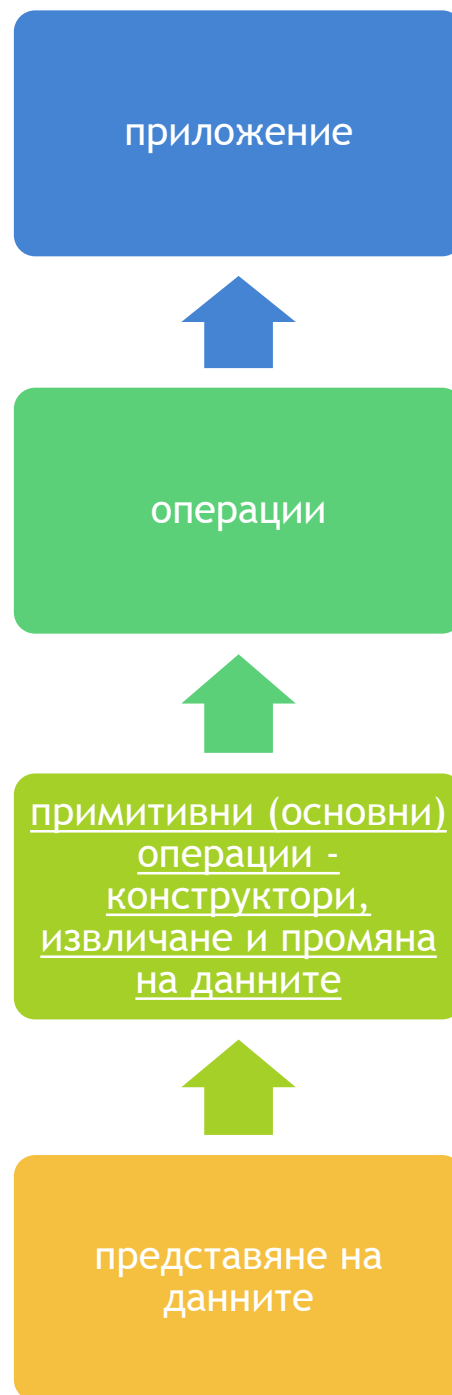 приложение
операции
примитивни (основни)
операции -
конструктори,
извличане и промяна
на данните
представяне на
данните